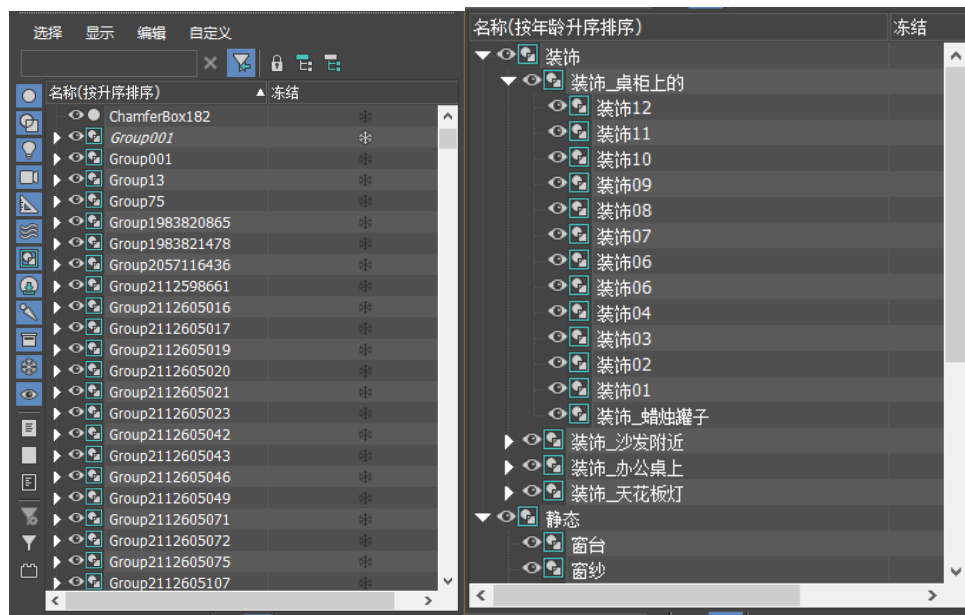 选择 显示 编辑 自定义
名称(按升序排序) 冻结
ChamferBox182
Group001
Group001
Group13
Group75
Group1983820865
Group1983821478
Group2057116436
Group2112598661
Group2112605016
Group2112605017
Group2112605019
Group2112605020
Group2112605021
Group2112605023
Group2112605042
Group2112605043
Group2112605046
Group2112605049
Group2112605071
Group2112605072
Group2112605075
Group2112605107
名称(按年龄升序排序) 冻结
装饰
装饰_桌柜上的
装饰12
装饰11
装饰10
装饰09
装饰08
装饰07
装饰06
装饰06
装饰04
装饰03
装饰02
装饰01
装饰_蜡烛罐子
装饰_沙发附近
装饰_办公桌上
装饰_天花板灯
静态
窗台
窗纱